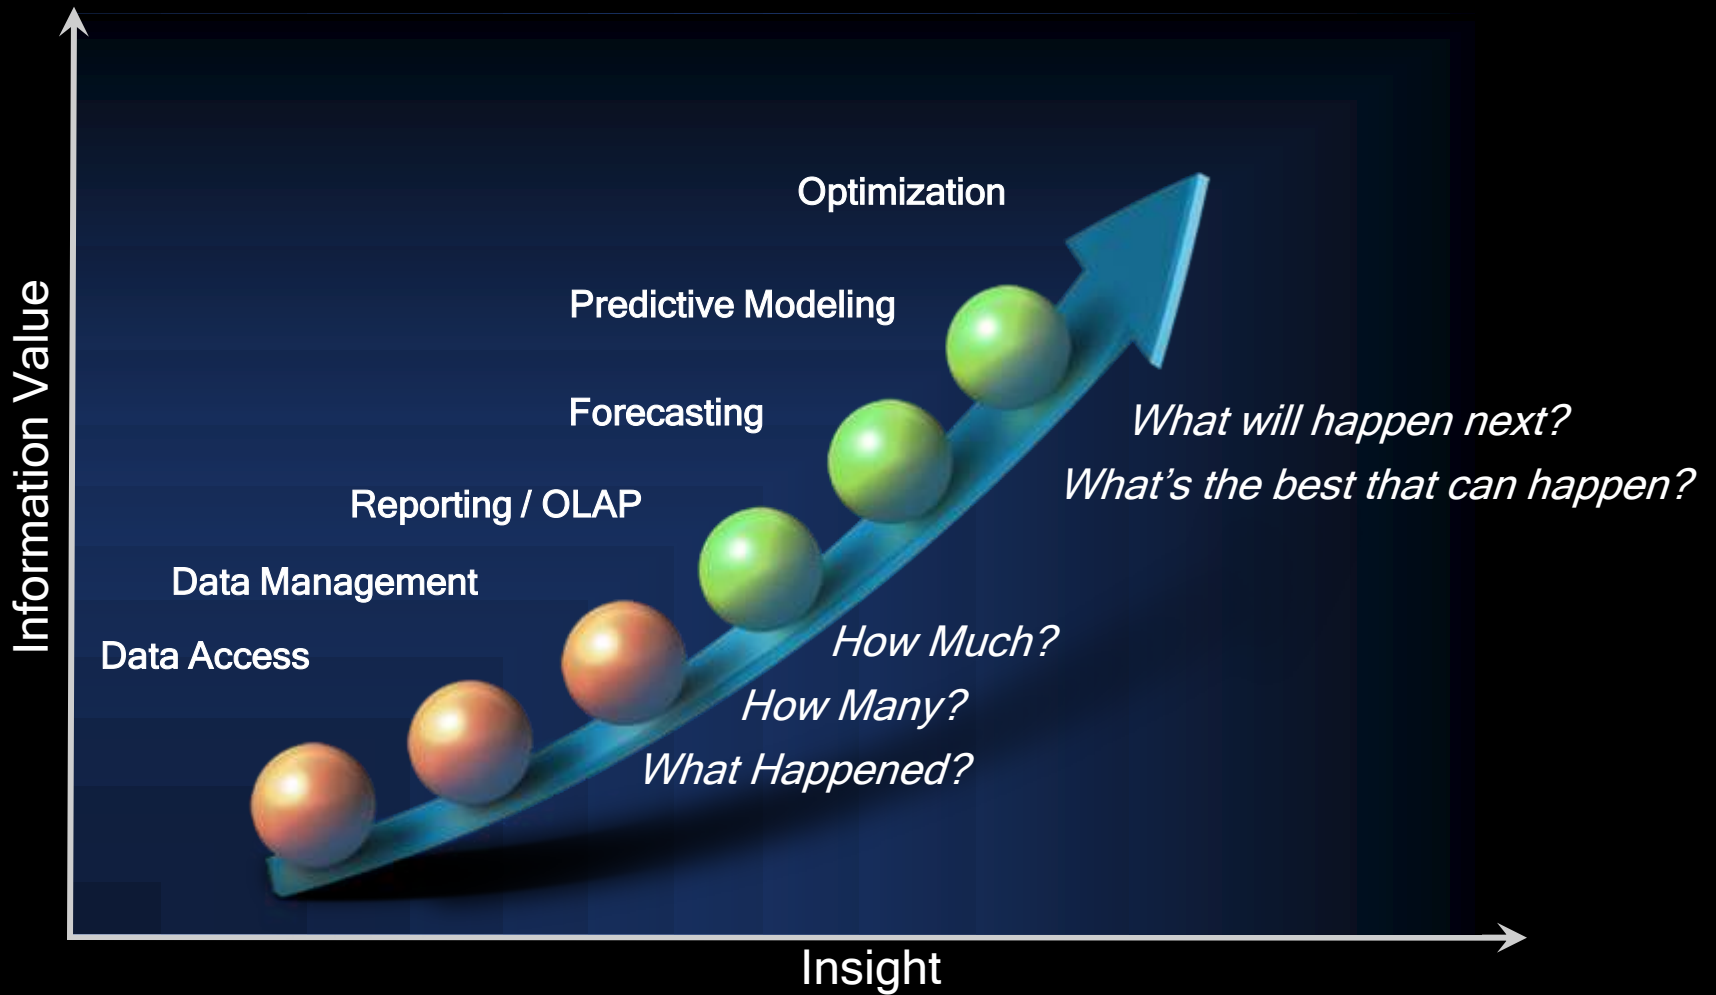 Optimization
Predictive Modeling
Forecasting
What will happen next?
What's the best that can happen?
Reporting / OLAP
Data Management
How Much?
Data Access
How Many?
What Happened?
Information Value
Insight